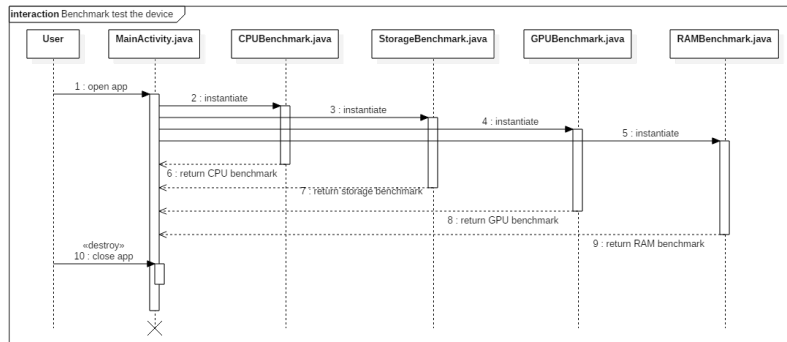 interaction Benchmark test the device
User
MainActivity.java
CPUBenchmark.java
StorageBenchmark.java
GPUBenchmark.java
RAMBenchmark.java
1 : open app
2 : instantiate
3 : instantiate
4 : instantiate
5 : instantiate
6 : return CPU benchmark
7 : return storage benchmark
8 : return GPU benchmark
9 : return RAM benchmark
«destroy»
10 : close app